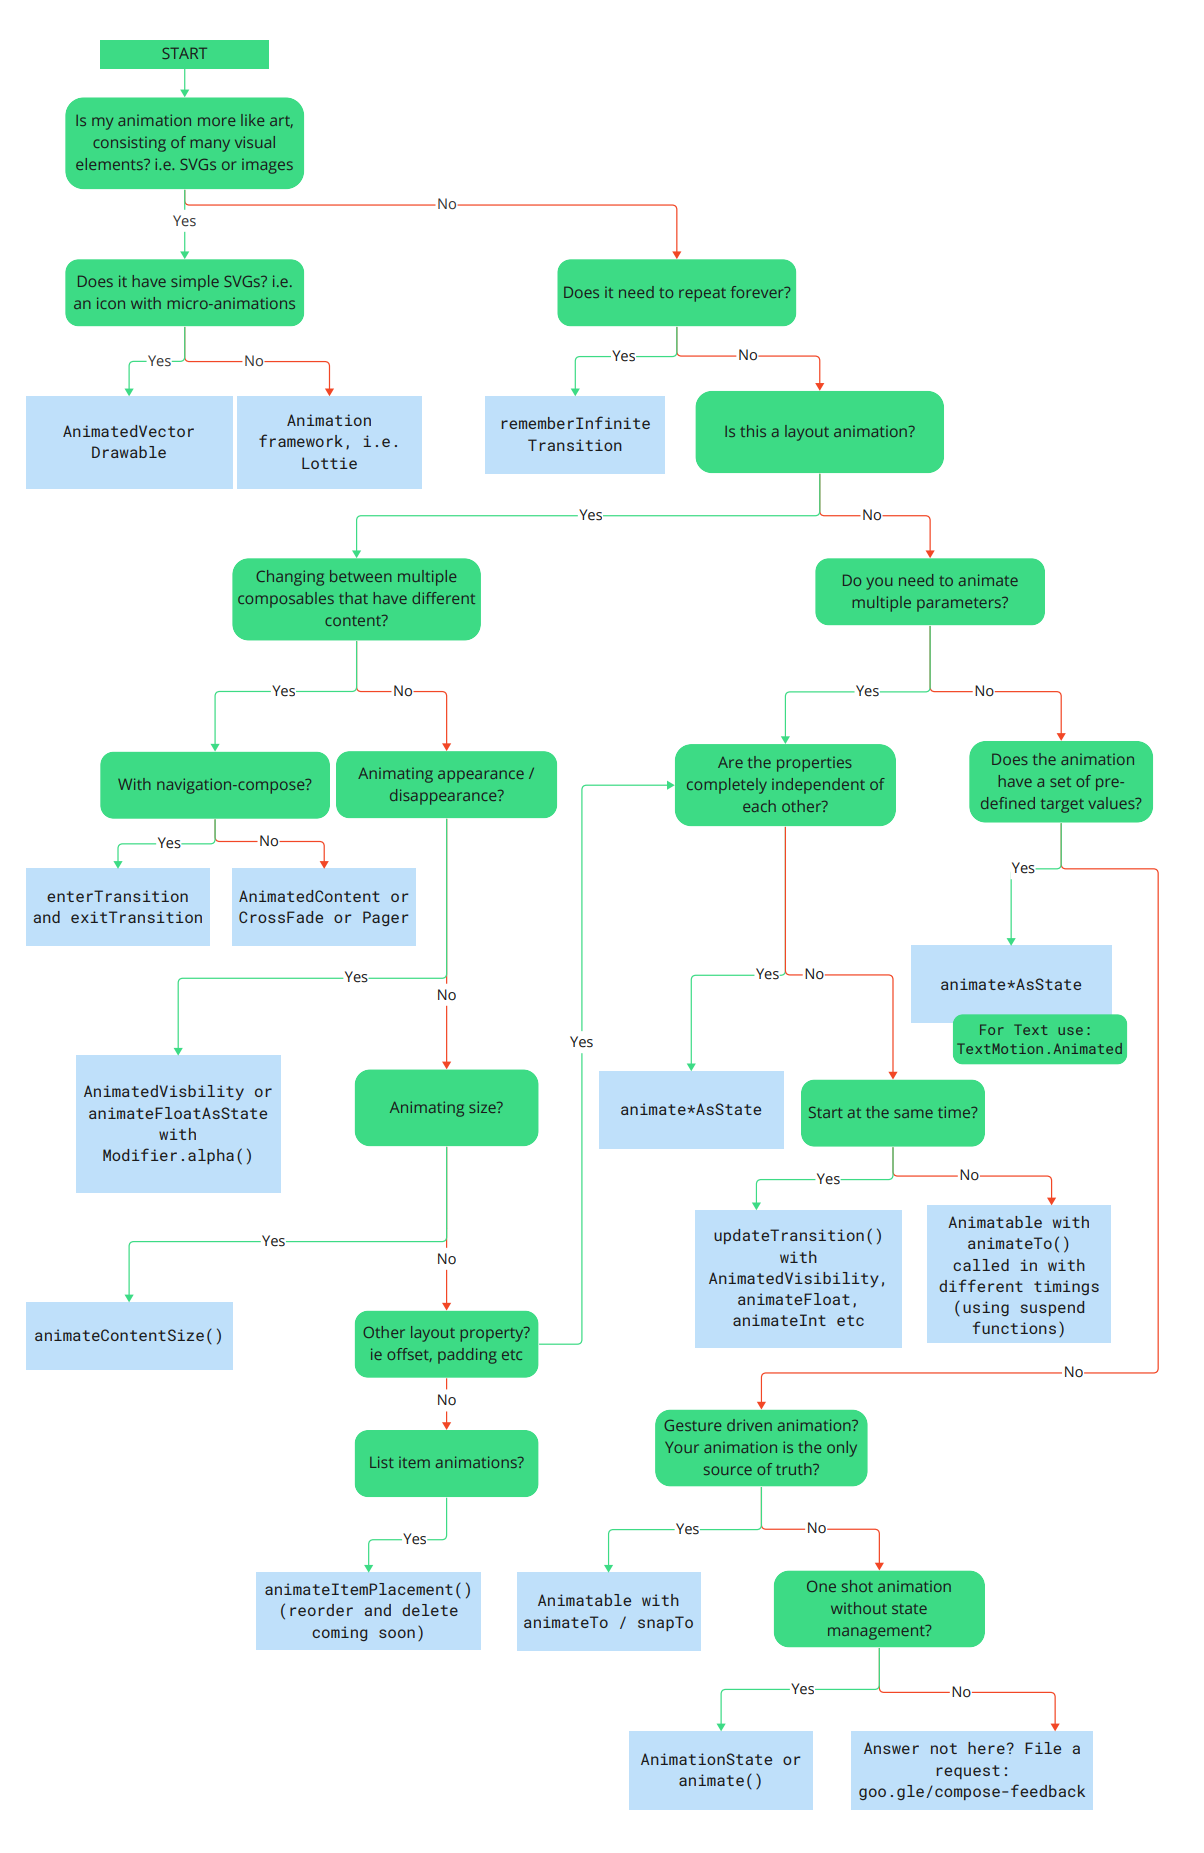 START
Is my animation more like art,
consisting of many visual
elements? i.e. SVGs or images
No
Yes
Does it have simple SVGs? i.e.
an icon with micro-animations
Does it need to repeat forever?
Yes
No
Yes
No
AnimatedVector
Drawable
Animation
framework, i.e.
Lottie
rememberInfinite
Transition
Is this a layout animation?
Yes
No
Changing between multiple
composables that have different
content?
Do you need to animate
multiple parameters?
Yes
No
Yes
No
With navigation-compose?
Animating appearance /
disappearance?
Are the properties
completely independent of
each other?
Does the animation
have a set of pre-
defined target values?
Yes
No
Yes
enterTransition
and exitTransition
AnimatedContent or
CrossFade or Pager
Yes
No
Yes
No
animate*AsState
For Text use:
TextMotion.Animated
Yes
AnimatedVisbility or
animateFloatAsState
with
Modifier.alpha()
Animating size?
animate*AsState
Start at the same time?
Yes
No
Yes
No
updateTransition()
with
AnimatedVisibility,
animateFloat,
animateInt etc
Animatable with
animateTo()
called in with
different timings
(using suspend
functions)
animateContentSize()
Other layout property?
ie offset, padding etc
No
No
List item animations?
Gesture driven animation?
Your animation is the only
source of truth?
Yes
Yes
No
animateItemPlacement()
(reorder and delete
coming soon)
Animatable with
animateTo / snapTo
One shot animation
without state
management?
Yes
No
AnimationState or
animate()
Answer not here? File a
request:
goo.gle/compose-feedback